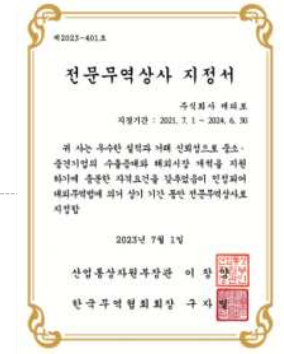 제2023-401호
전문무역상사 지정서
주식회사
지정기간 : 2021. 7. 1 ~ 2024. 6. 30
귀 사는 우수한 실적과 거래 신뢰성으로 중소·
중견기업의 수출증대와 해외시장 개척을 지원
하기에 충분한 자격요건을 갖추었음이 인정되어
대외무역법에 의거 상기 기간 동안 전문무역상사로
지정함
2023년 7월 1일
산업통상자원부장관 이 창 양
한국무역협회회장 구 자